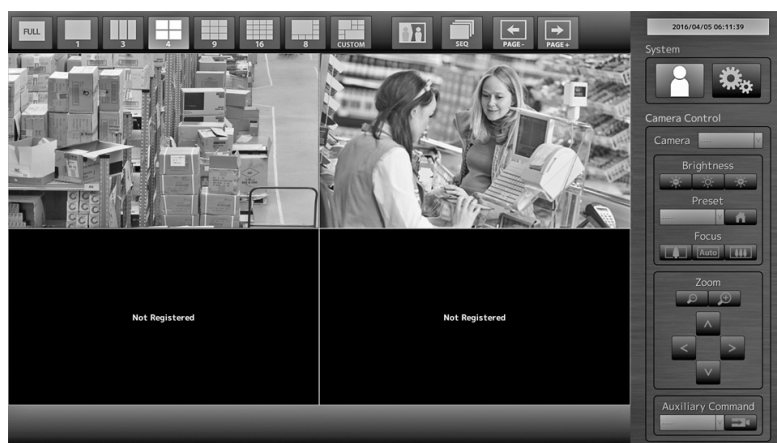 FULL
1
3
4
9
16
8
CUSTOM
SEQ
PAGE-
PAGE+
2016/04/05 06:11:39
System
Camera Control
Camera
Brightness
Preset
Focus
Auto
Zoom
Not Registered
Not Registered
Auxiliary Command